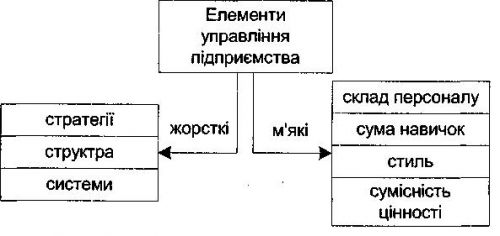 Елементи
управління
підприємства
стратегії
структра
системи
жорсткі
м'які
склад персоналу
сума навичок
стиль
сумісність
цінності